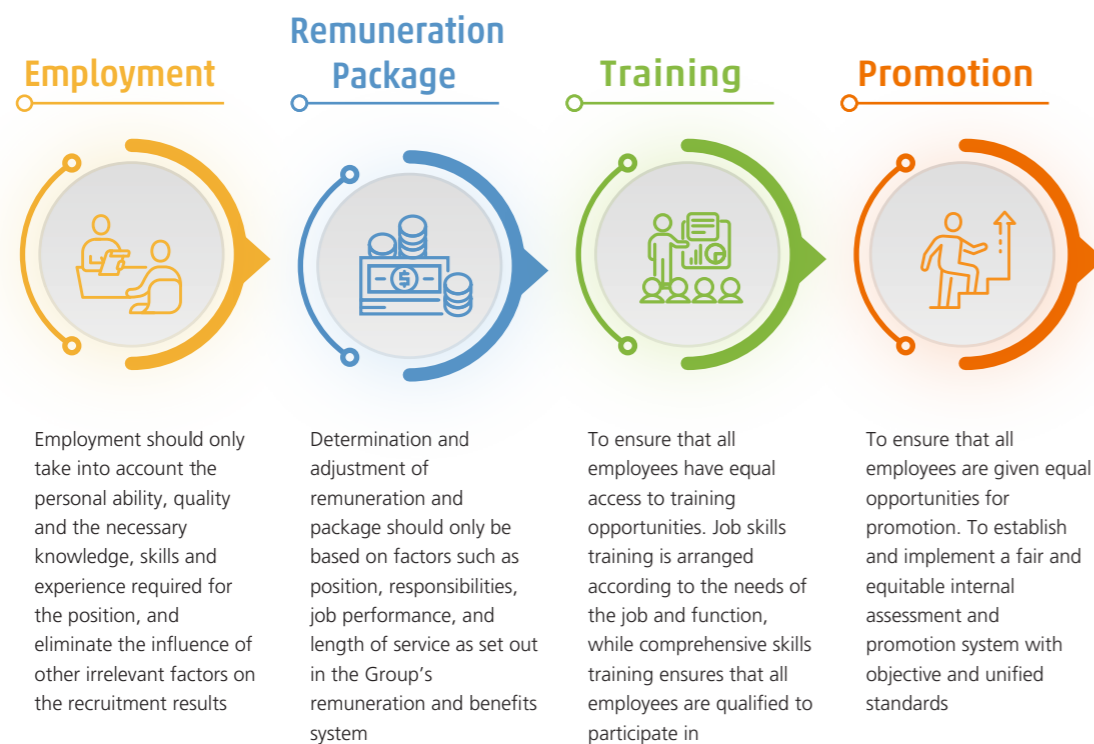 Employment
Remuneration
Package
Training
Promotion
Employment should only
take into account the
personal ability, quality
and the necessary
knowledge, skills and
experience required for
the position, and
eliminate the influence of
other irrelevant factors on
the recruitment results
Determination and
adjustment of
remuneration and
package should only be
based on factors such as
position, responsibilities,
job performance, and
length of service as set out
in the Group’s
remuneration and benefits
system
To ensure that all
employees have equal
access to training
opportunities. Job skills
training is arranged
according to the needs of
the job and function,
while comprehensive skills
training ensures that all
employees are qualified to
participate in
To ensure that all
employees are given equal
opportunities for
promotion. To establish
and implement a fair and
equitable internal
assessment and
promotion system with
objective and unified
standards